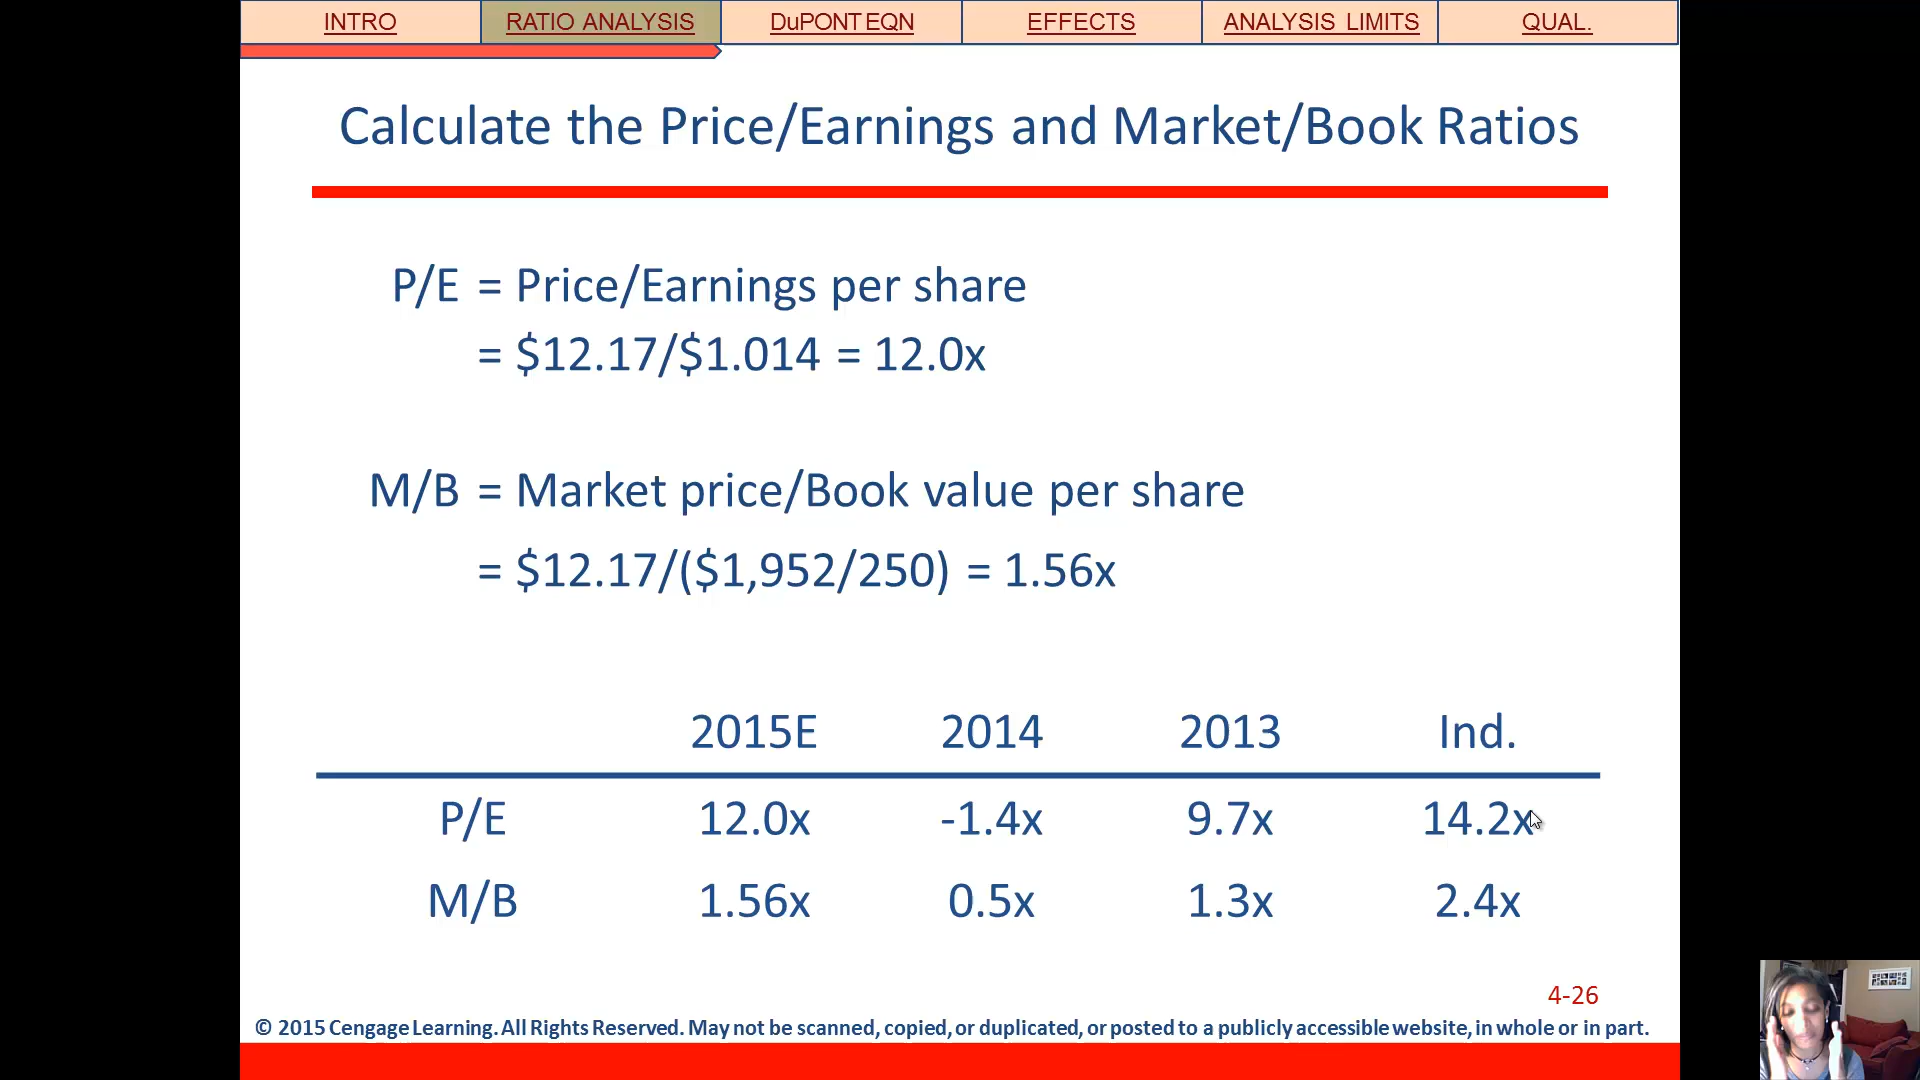 INTRO RATIO ANALYSIS DuPONT EQN EFFECTS ANALYSIS LIMITS QUAL.
Calculate the Price/Earnings and Market/Book Ratios
P/E = Price/Earnings per share
= $12.17/$1.014 = 12.0x
M/B = Market price/Book value per share
= $12.17/($1,952/250) = 1.56x
2015E 2014 2013 Ind.
P/E 12.0x -1.4x 9.7x 14.2x
M/B 1.56x 0.5x 1.3x 2.4x
4-26
© 2015 Cengage Learning. All Rights Reserved. May not be scanned, copied, or duplicated, or posted to a publicly accessible website, in whole or in part.